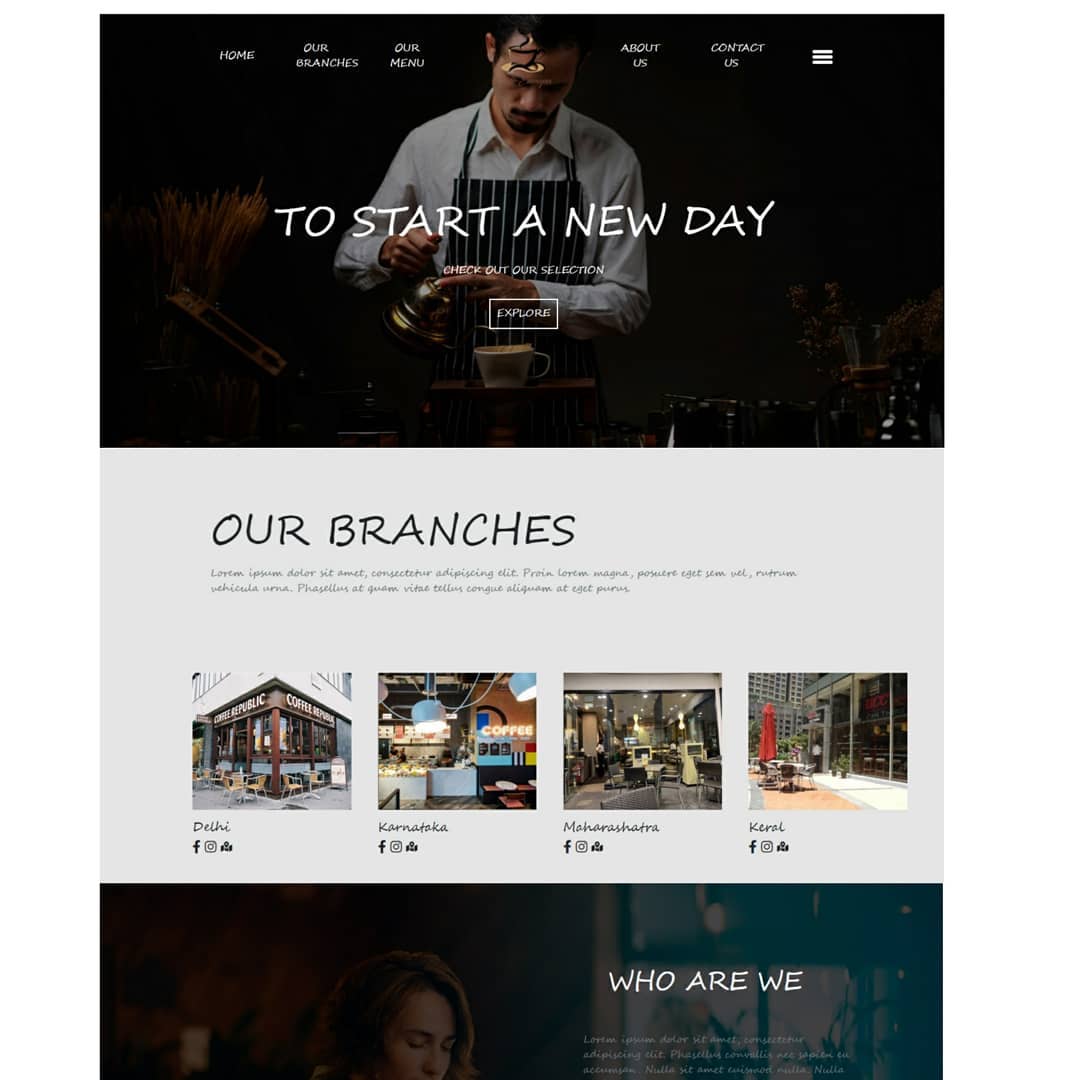 HOME
OUR
BRANCHES
OUR
MENU
ABOUT
US
CONTACT
US
TO START A NEW DAY
CHECK OUT OUR SELECTION
EXPLORE
OUR BRANCHES
Lorem ipsum dolor sit amet, consectetur adipiscing elit. Proin lorem magna, posuere eget sem vel, rutrum
vehicula urna. Phasellus at quam vitae tellus congue aliquam at eget purus.
COFFEE REPUBLIC
COFFEE REPUBLIC
COFFEE
Delhi
Karnataka
Maharashatra
Keral
WHO ARE WE
Lorem ipsum dolor sit amet, consectetur
adipiscing elit. Phasellus convallis nec sapien eu
accumsan. Nulla sit amet euismod nulla. Nulla